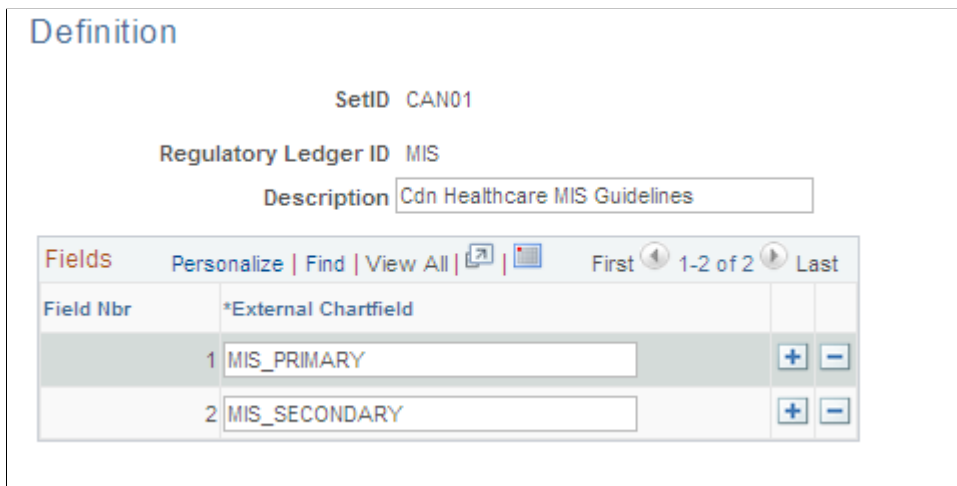 Definition
SetID CAN01
Regulatory Ledger ID MIS
Description Cdn Healthcare MIS Guidelines
Fields Personalize | Find | View All | | First 1-2 of 2 Last
Field Nbr *External Chartfield
1 MIS_PRIMARY
2 MIS_SECONDARY